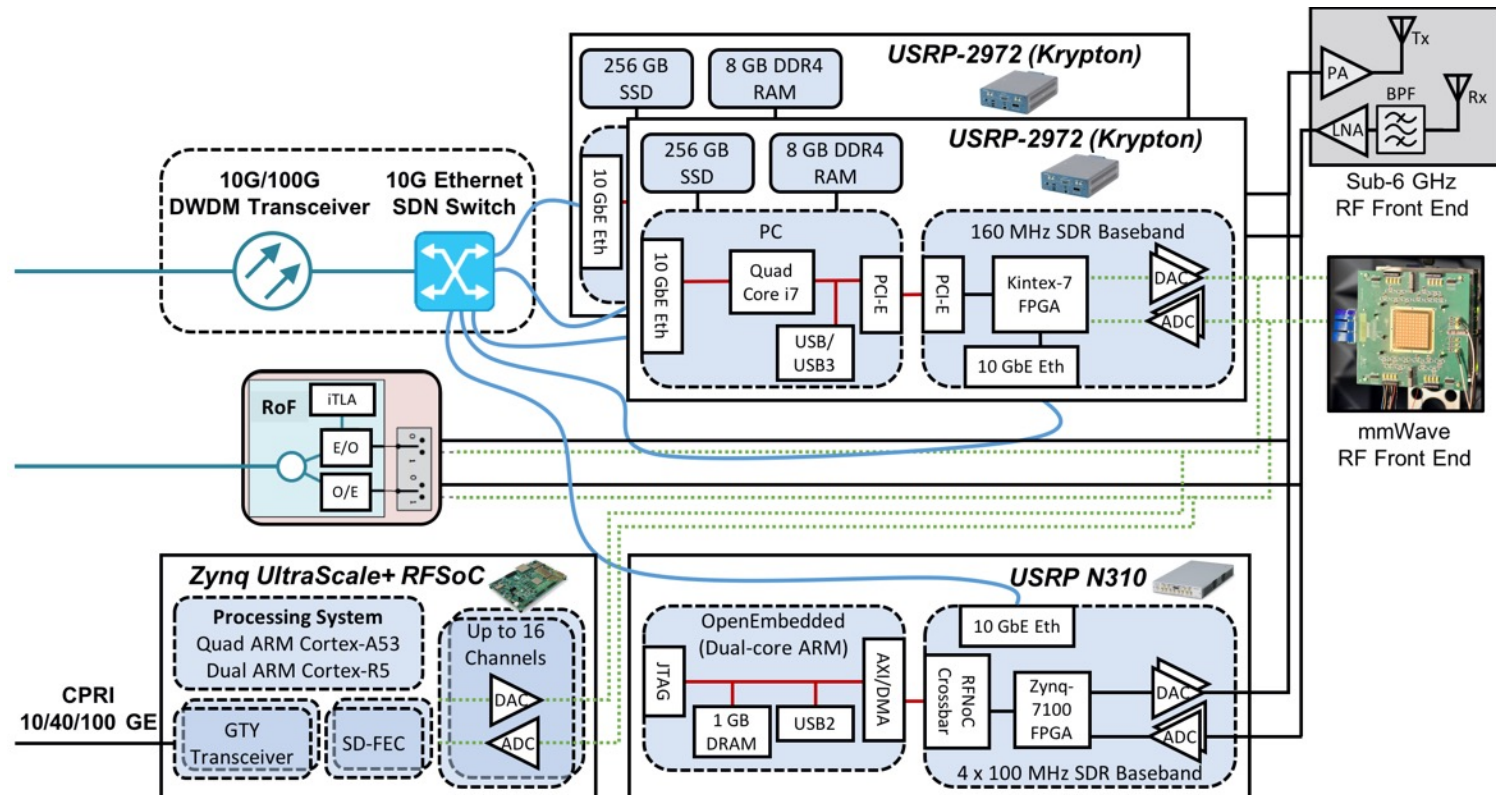 USRP-2972 (Krypton)
256 GB
SSD
8 GB DDR4
RAM
10 GbE Eth
USRP-2972 (Krypton)
256 GB
SSD
8 GB DDR4
RAM
PC
10 GbE Eth
Quad
Core i7
USB/
USB3
PCI-E
160 MHz SDR Baseband
PCI-E
Kintex-7
FPGA
10 GbE Eth
DAC
ADC
Tx
PA
BPF
LNA
Rx
Sub-6 GHz
RF Front End
mmWave
RF Front End
10G/100G
DWDM Transceiver
10G Ethernet
SDN Switch
RoF
iTLA
E/O
O/E
0
1
0
1
Zynq UltraScale+ RFSoC
Processing System
Quad ARM Cortex-A53
Dual ARM Cortex-R5
Up to 16
Channels
DAC
ADC
CPRI
10/40/100 GE
GTY
Transceiver
SD-FEC
USRP N310
OpenEmbedded
(Dual-core ARM)
JTAG
1 GB
DRAM
USB2
AXI/DMA
10 GbE Eth
RFNoC
Crossbar
Zynq-
7100
FPGA
DAC
ADC
4 x 100 MHz SDR Baseband